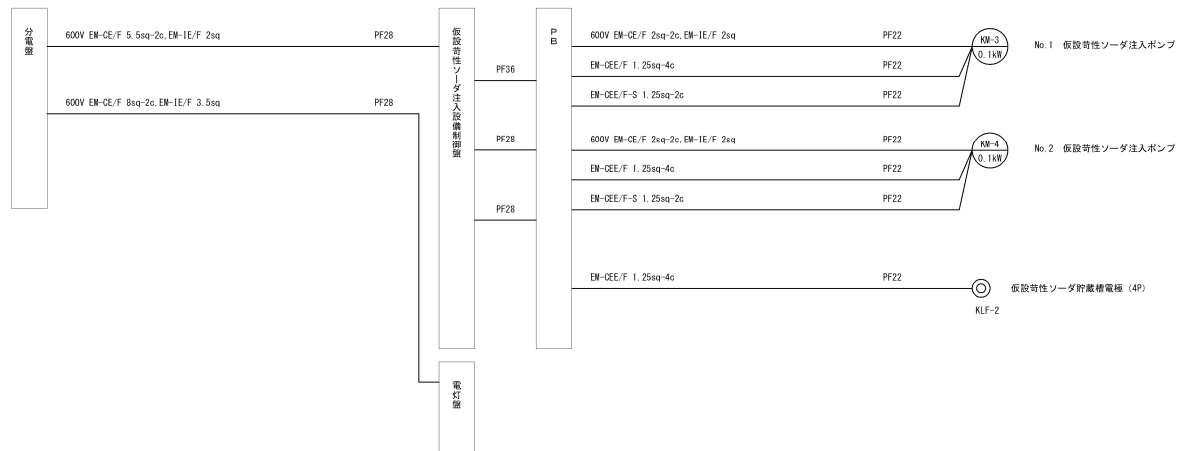 分電盤
600V EM-CE/F 5.5sq-2c,EM-IE/F 2sq PF28
600V EM-CE/F 8sq-2c,EM-IE/F 3.5sq PF28
仮設苛性ソーダ注入設備制御盤
PF36
PF28
PF28
電灯盤
PB
600V EM-CE/F 2sq-2c,EM-IE/F 2sq PF22
KM-3
0.1kW
No.1 仮設苛性ソーダ注入ポンプ
EM-CEE/F 1.25sq-4c PF22
EM-CEE/F-S 1.25sq-2c PF22
600V EM-CE/F 2sq-2c,EM-IE/F 2sq PF22
KM-4
0.1kW
No.2 仮設苛性ソーダ注入ポンプ
EM-CEE/F 1.25sq-4c PF22
EM-CEE/F-S 1.25sq-2c PF22
EM-CEE/F 1.25sq-4c PF22
仮設苛性ソーダ貯蔵槽電極（4P）
KLF-2